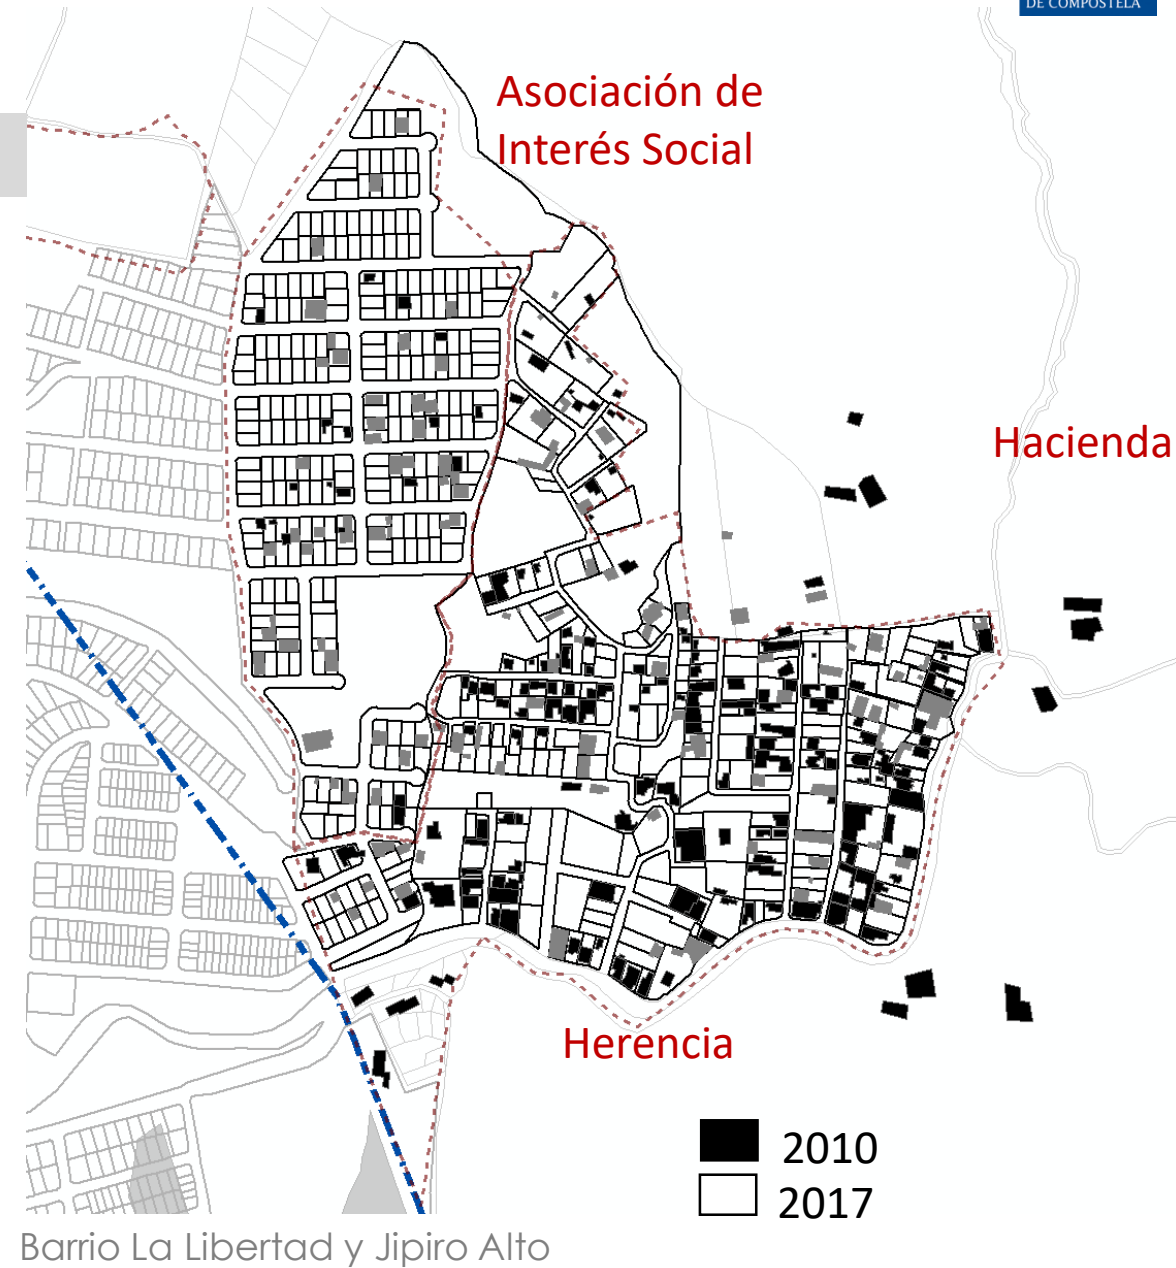 DE COMPOSTELA
Asociación de
Interés Social
Hacienda
Herencia
2010
2017
Barrio La Libertad y Jipiro Alto